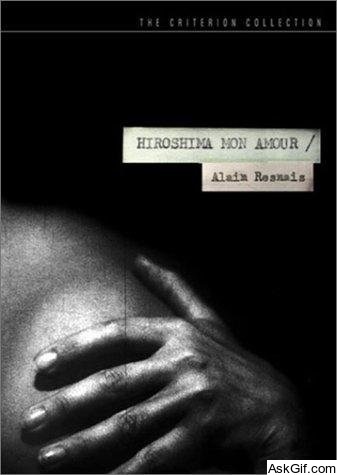 THE CRITERION COLLECTION
HIROSHIMA MON AMOUR /
Alain Resnais
AskGif.com